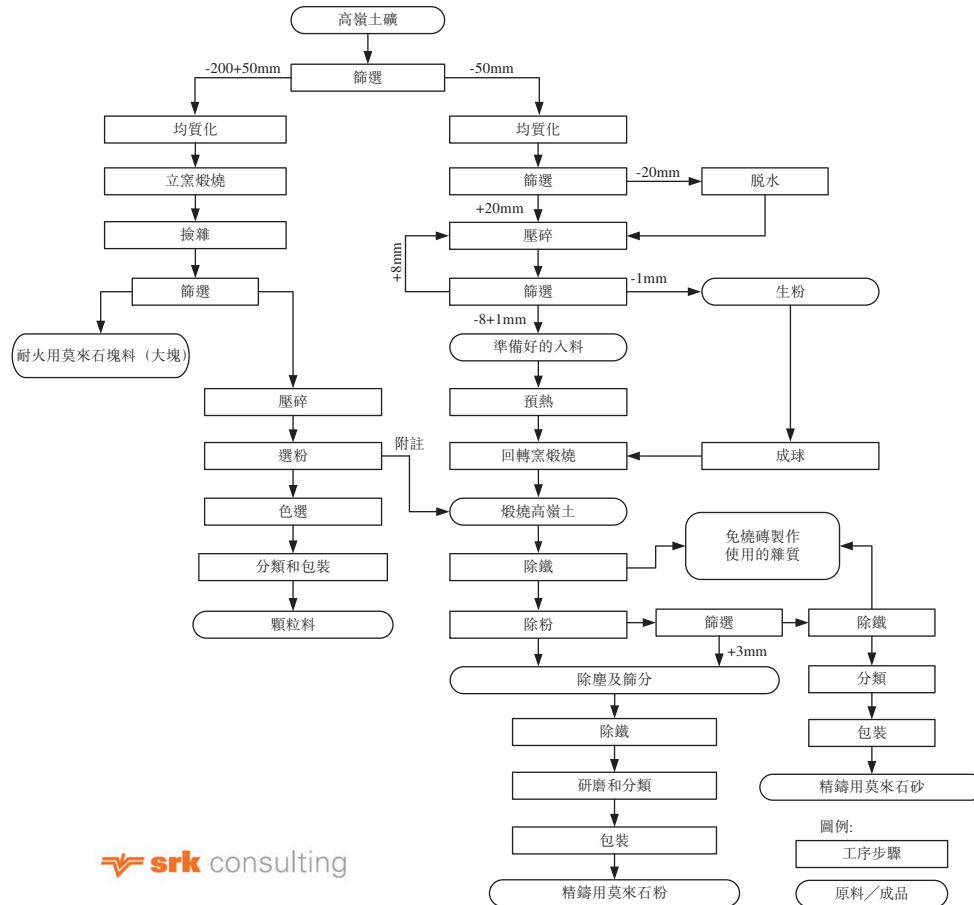 高嶺土礦
-200+50mm
篩選
-50mm
均質化
均質化
立窯煅燒
篩選
-20mm
脫水
+20mm
撿雜
壓碎
+8mm
篩選
篩選
-1mm
生粉
-8+1mm
耐火用莫來石塊料（大塊）
準備好的入料
壓碎
預熱
選粉
附註
回轉窯煅燒
成球
色選
煅燒高嶺土
免燒磚製作
使用的雜质
分類和包裝
除鐵
顆粒料
除粉
篩選
除鐵
+3mm
除塵及篩分
分類
除鐵
包裝
研磨和分類
精鑄用莫來石砂
圖例:
包裝
工序步驟
srk consulting
精鑄用莫來石粉
原料／成品